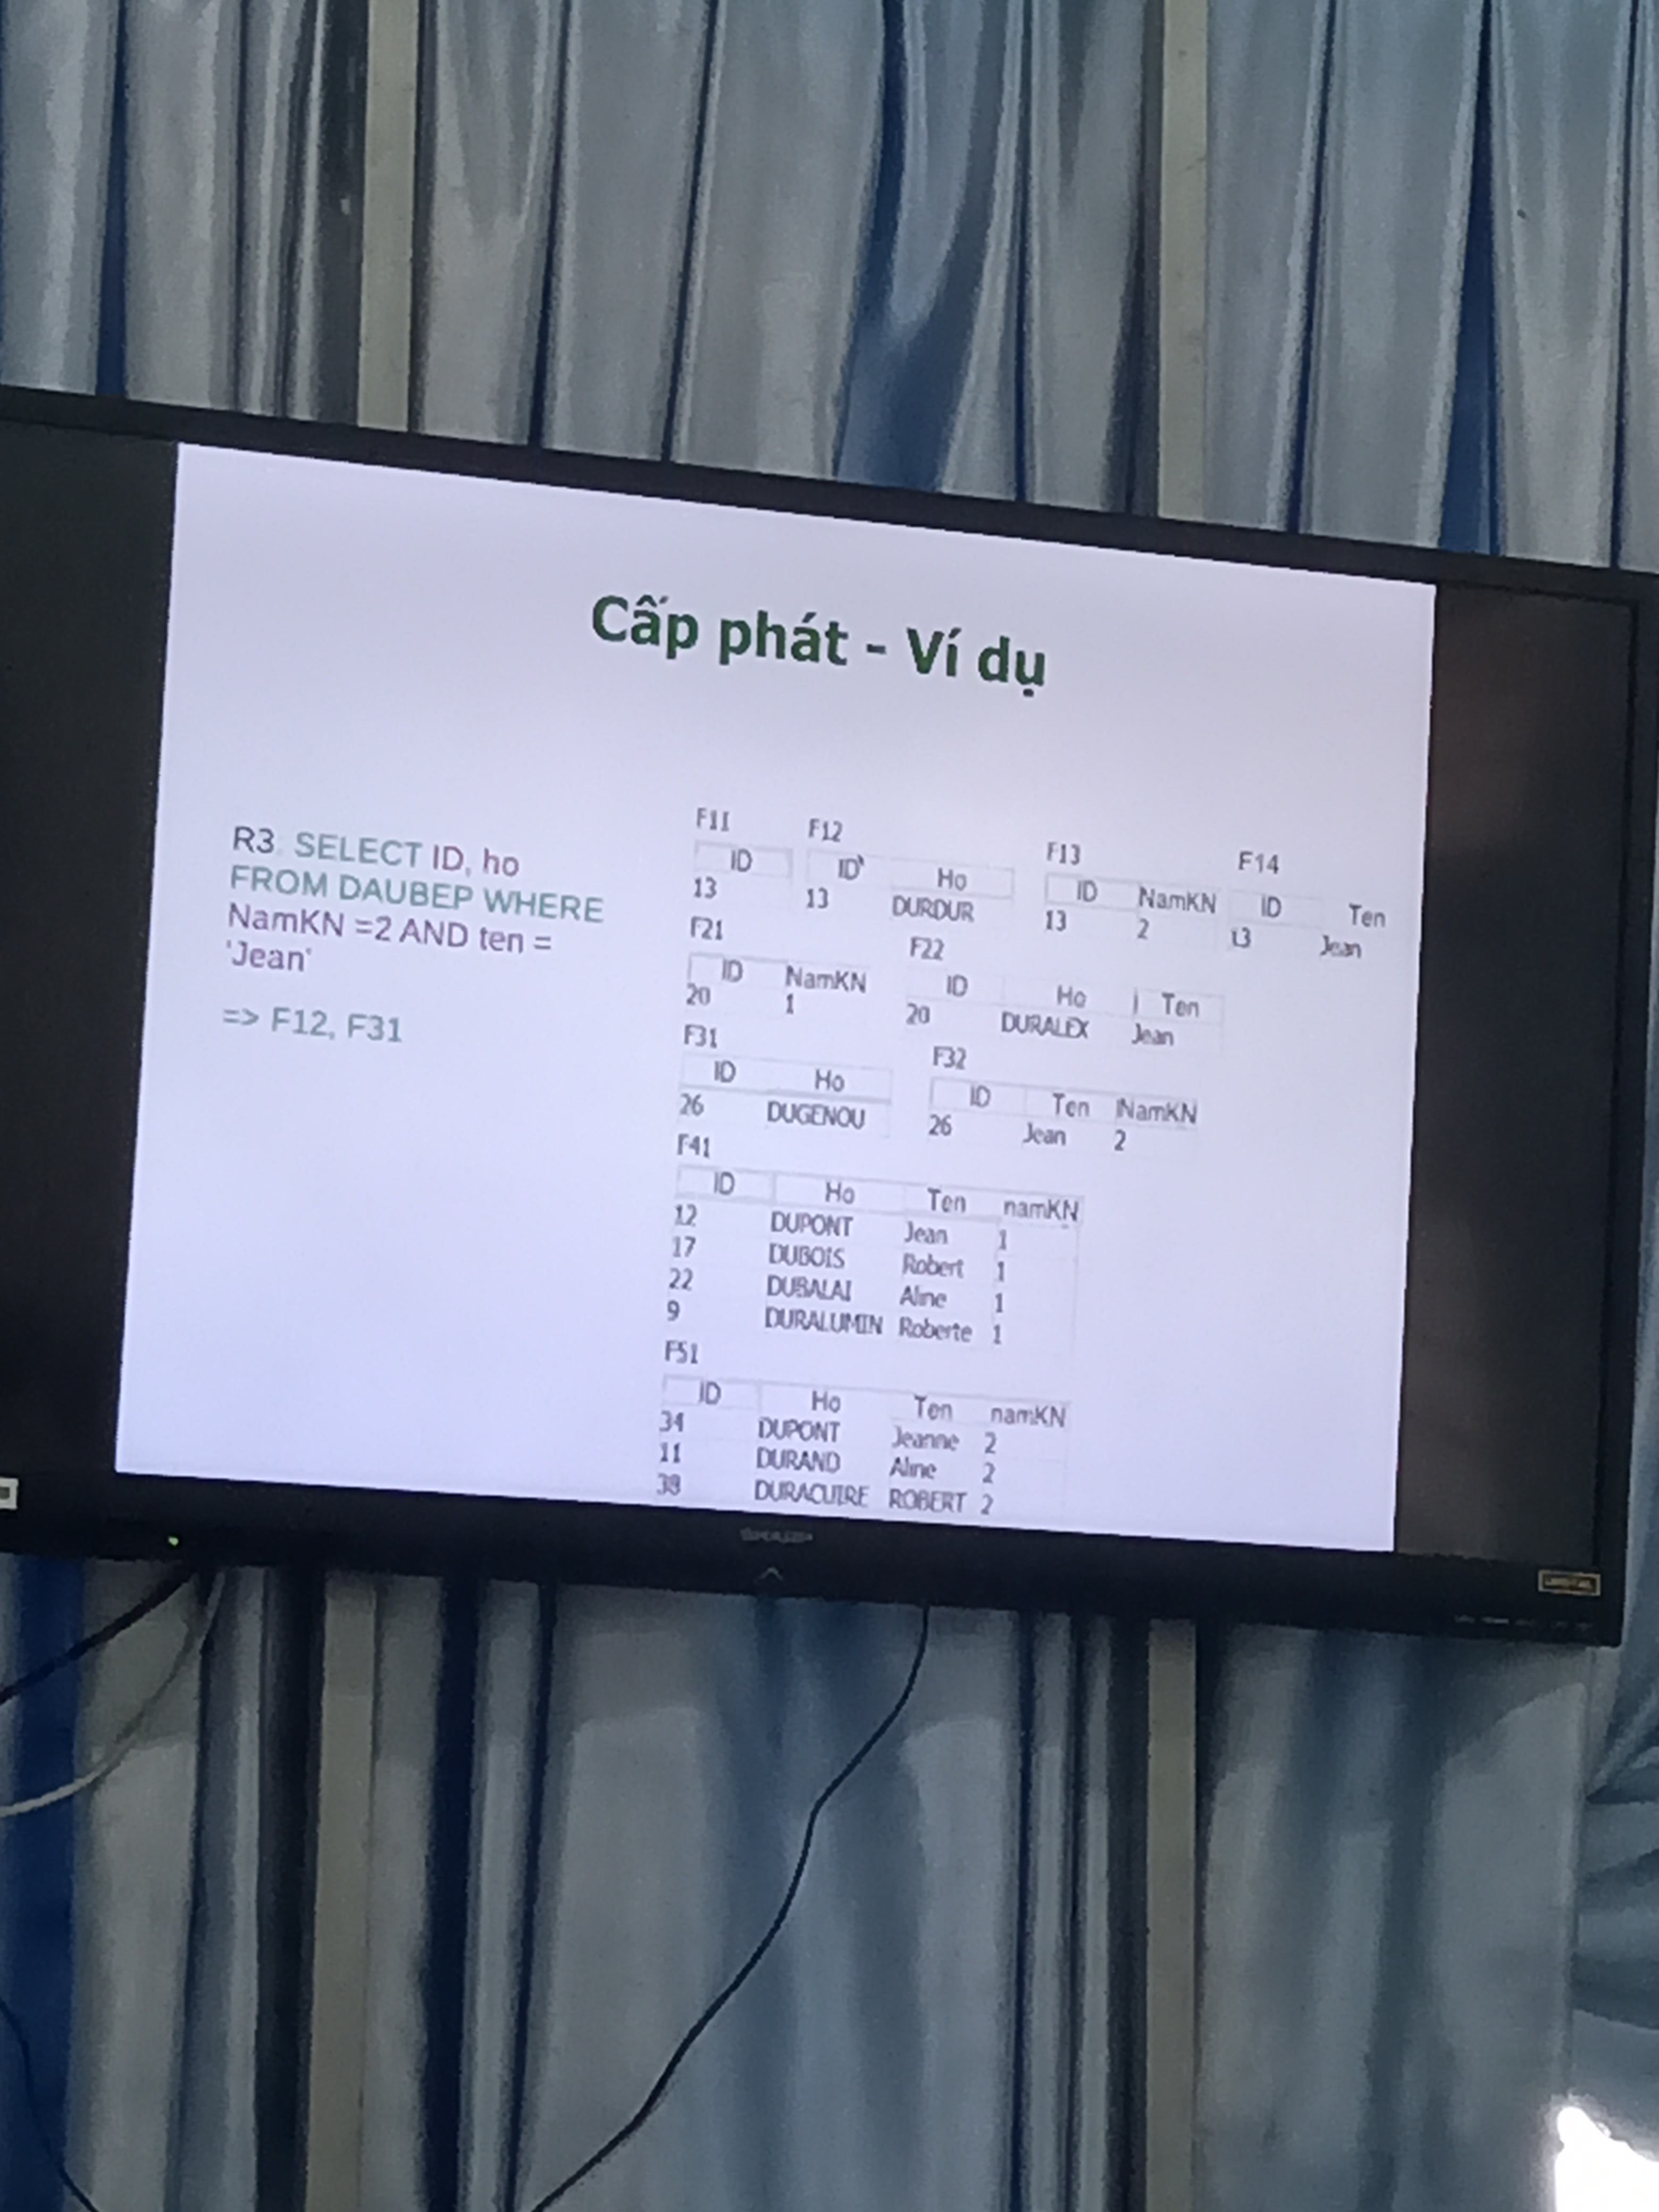 Cấp phát - Ví dụ
R3: SELECT ID, ho
FROM DAUBEP WHERE
NamKN =2 AND ten =
'Jean'
=> F12, F31
F11 F12 F13 F14
ID ID Ho ID NamKN ID Ten
13 13 DURDUR 13 2 13 Jean
F21 F22
ID NamKN ID Ho Ten
20 1 20 DURALEX Jean
F31 F32
ID Ho ID Ten NamKN
26 DUGENOU 26 Jean 2
F41
ID Ho Ten namKN
12 DUPONT Jean 1
17 DUBOIS Robert 1
22 DUBALAI Aline 1
9 DURALUMIN Roberte 1
F51
ID Ho Ten namKN
34 DUPONT Jeanne 2
11 DURAND Aline 2
38 DURACUIRE ROBERT 2